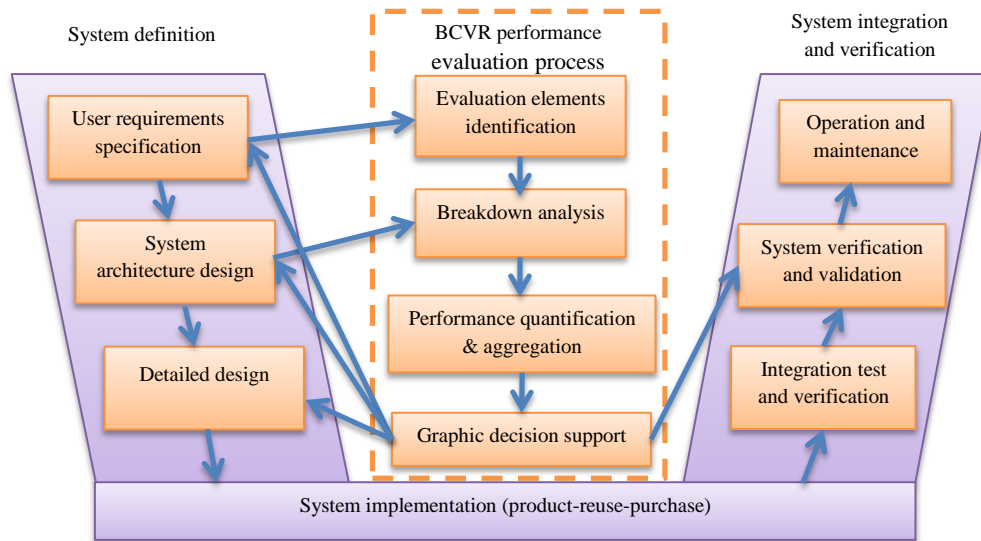 System definition
User requirements
specification
System
architecture design
Detailed design
BCVR performance
evaluation process
Evaluation elements
identification
Breakdown analysis
Performance quantification
& aggregation
Graphic decision support
System integration
and verification
Operation and
maintenance
System verification
and validation
Integration test
and verification
System implementation (product-reuse-purchase)